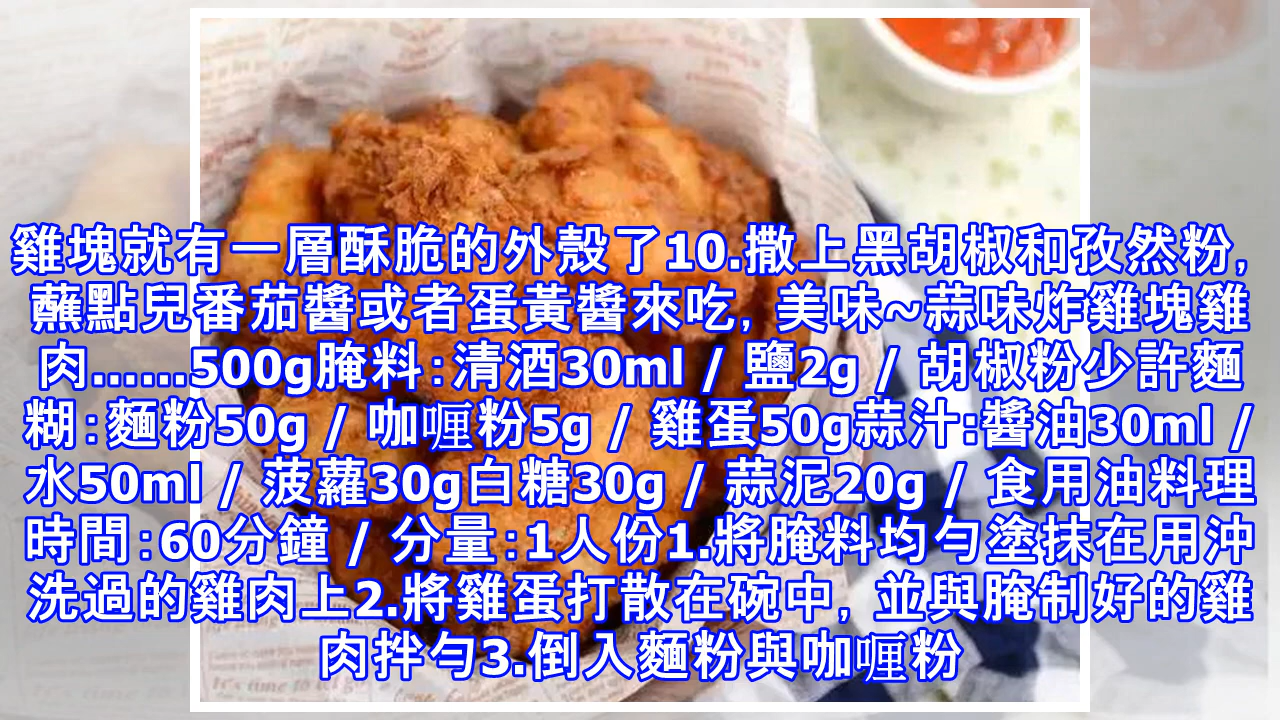 雞塊就有一層酥脆的外殼了10.撒上黑胡椒和孜然粉,
蘸點兒番茄醬或者蛋黃醬來吃, 美味~蒜味炸雞塊雞
肉......500g腌料:清酒30ml / 鹽2g / 胡椒粉少許麵
糊:麵粉50g / 咖喱粉5g / 雞蛋50g蒜汁:醬油30ml /
水50ml / 菠蘿30g白糖30g / 蒜泥20g / 食用油料理
時間:60分鐘 / 分量:1人份1.將腌料均勻塗抹在用沖
洗過的雞肉上2.將雞蛋打散在碗中, 並與腌制好的雞
肉拌勻3.倒入麵粉與咖喱粉
It's time to let go